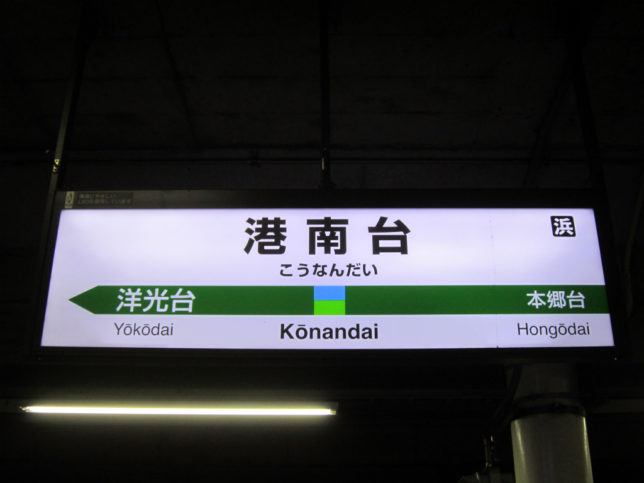 港南台
浜
こうなんだい
洋光台
本郷台
Yōkōdai
Kōnandai
Hongōdai